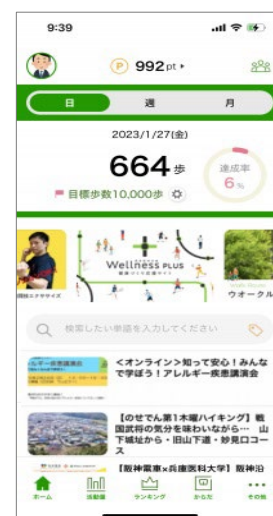 9:39
P 992pt
日 週 月
2023/1/27(金)
664歩
達成率
6%
目標歩数10,000歩
Wellness PLUS
ウオークル
検索したい単語を入力してください
＜オンライン＞知って安心！みんな
で学ぼう！アレルギー疾患講演会
【のせでん第1木曜ハイキング】戦
国武将の気分を味わいながら… 山
下城址から・旧山下道・妙見口コー
ス
【阪神電車×兵庫医科大学】阪神沿
ホーム 活動量 ランキング からだ その他